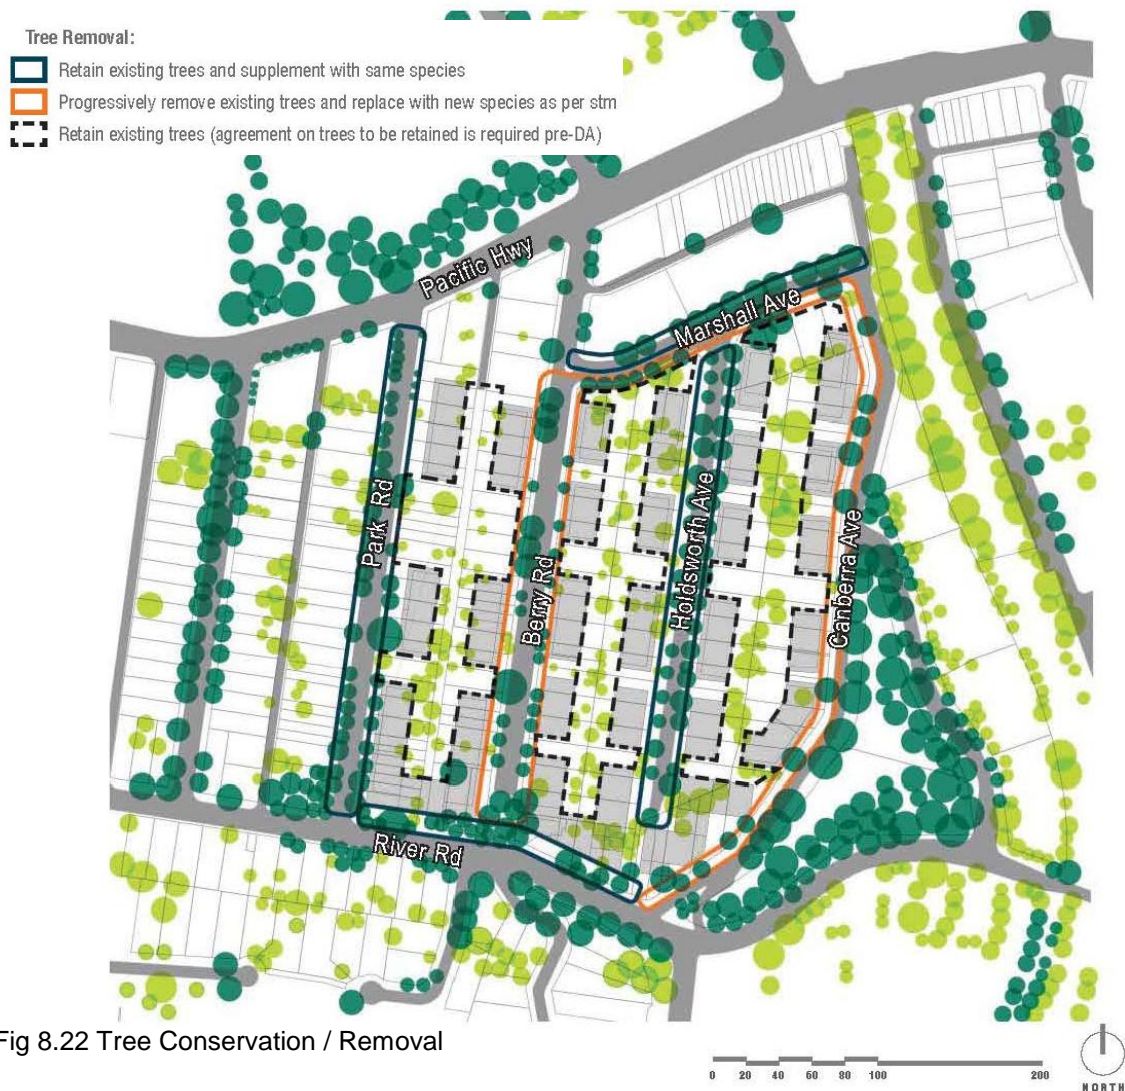 Tree Removal:
Retain existing trees and supplement with same species
Progressively remove existing trees and replace with new species as per stm
Retain existing trees (agreement on trees to be retained is required pre-DA)
Pacific Hwy
Marshall Ave
Park Rd
Berry Rd
Holdsworth Ave
Canberra Ave
River Rd
Fig 8.22 Tree Conservation / Removal
0 20 40 60 80 100 200
NORTH